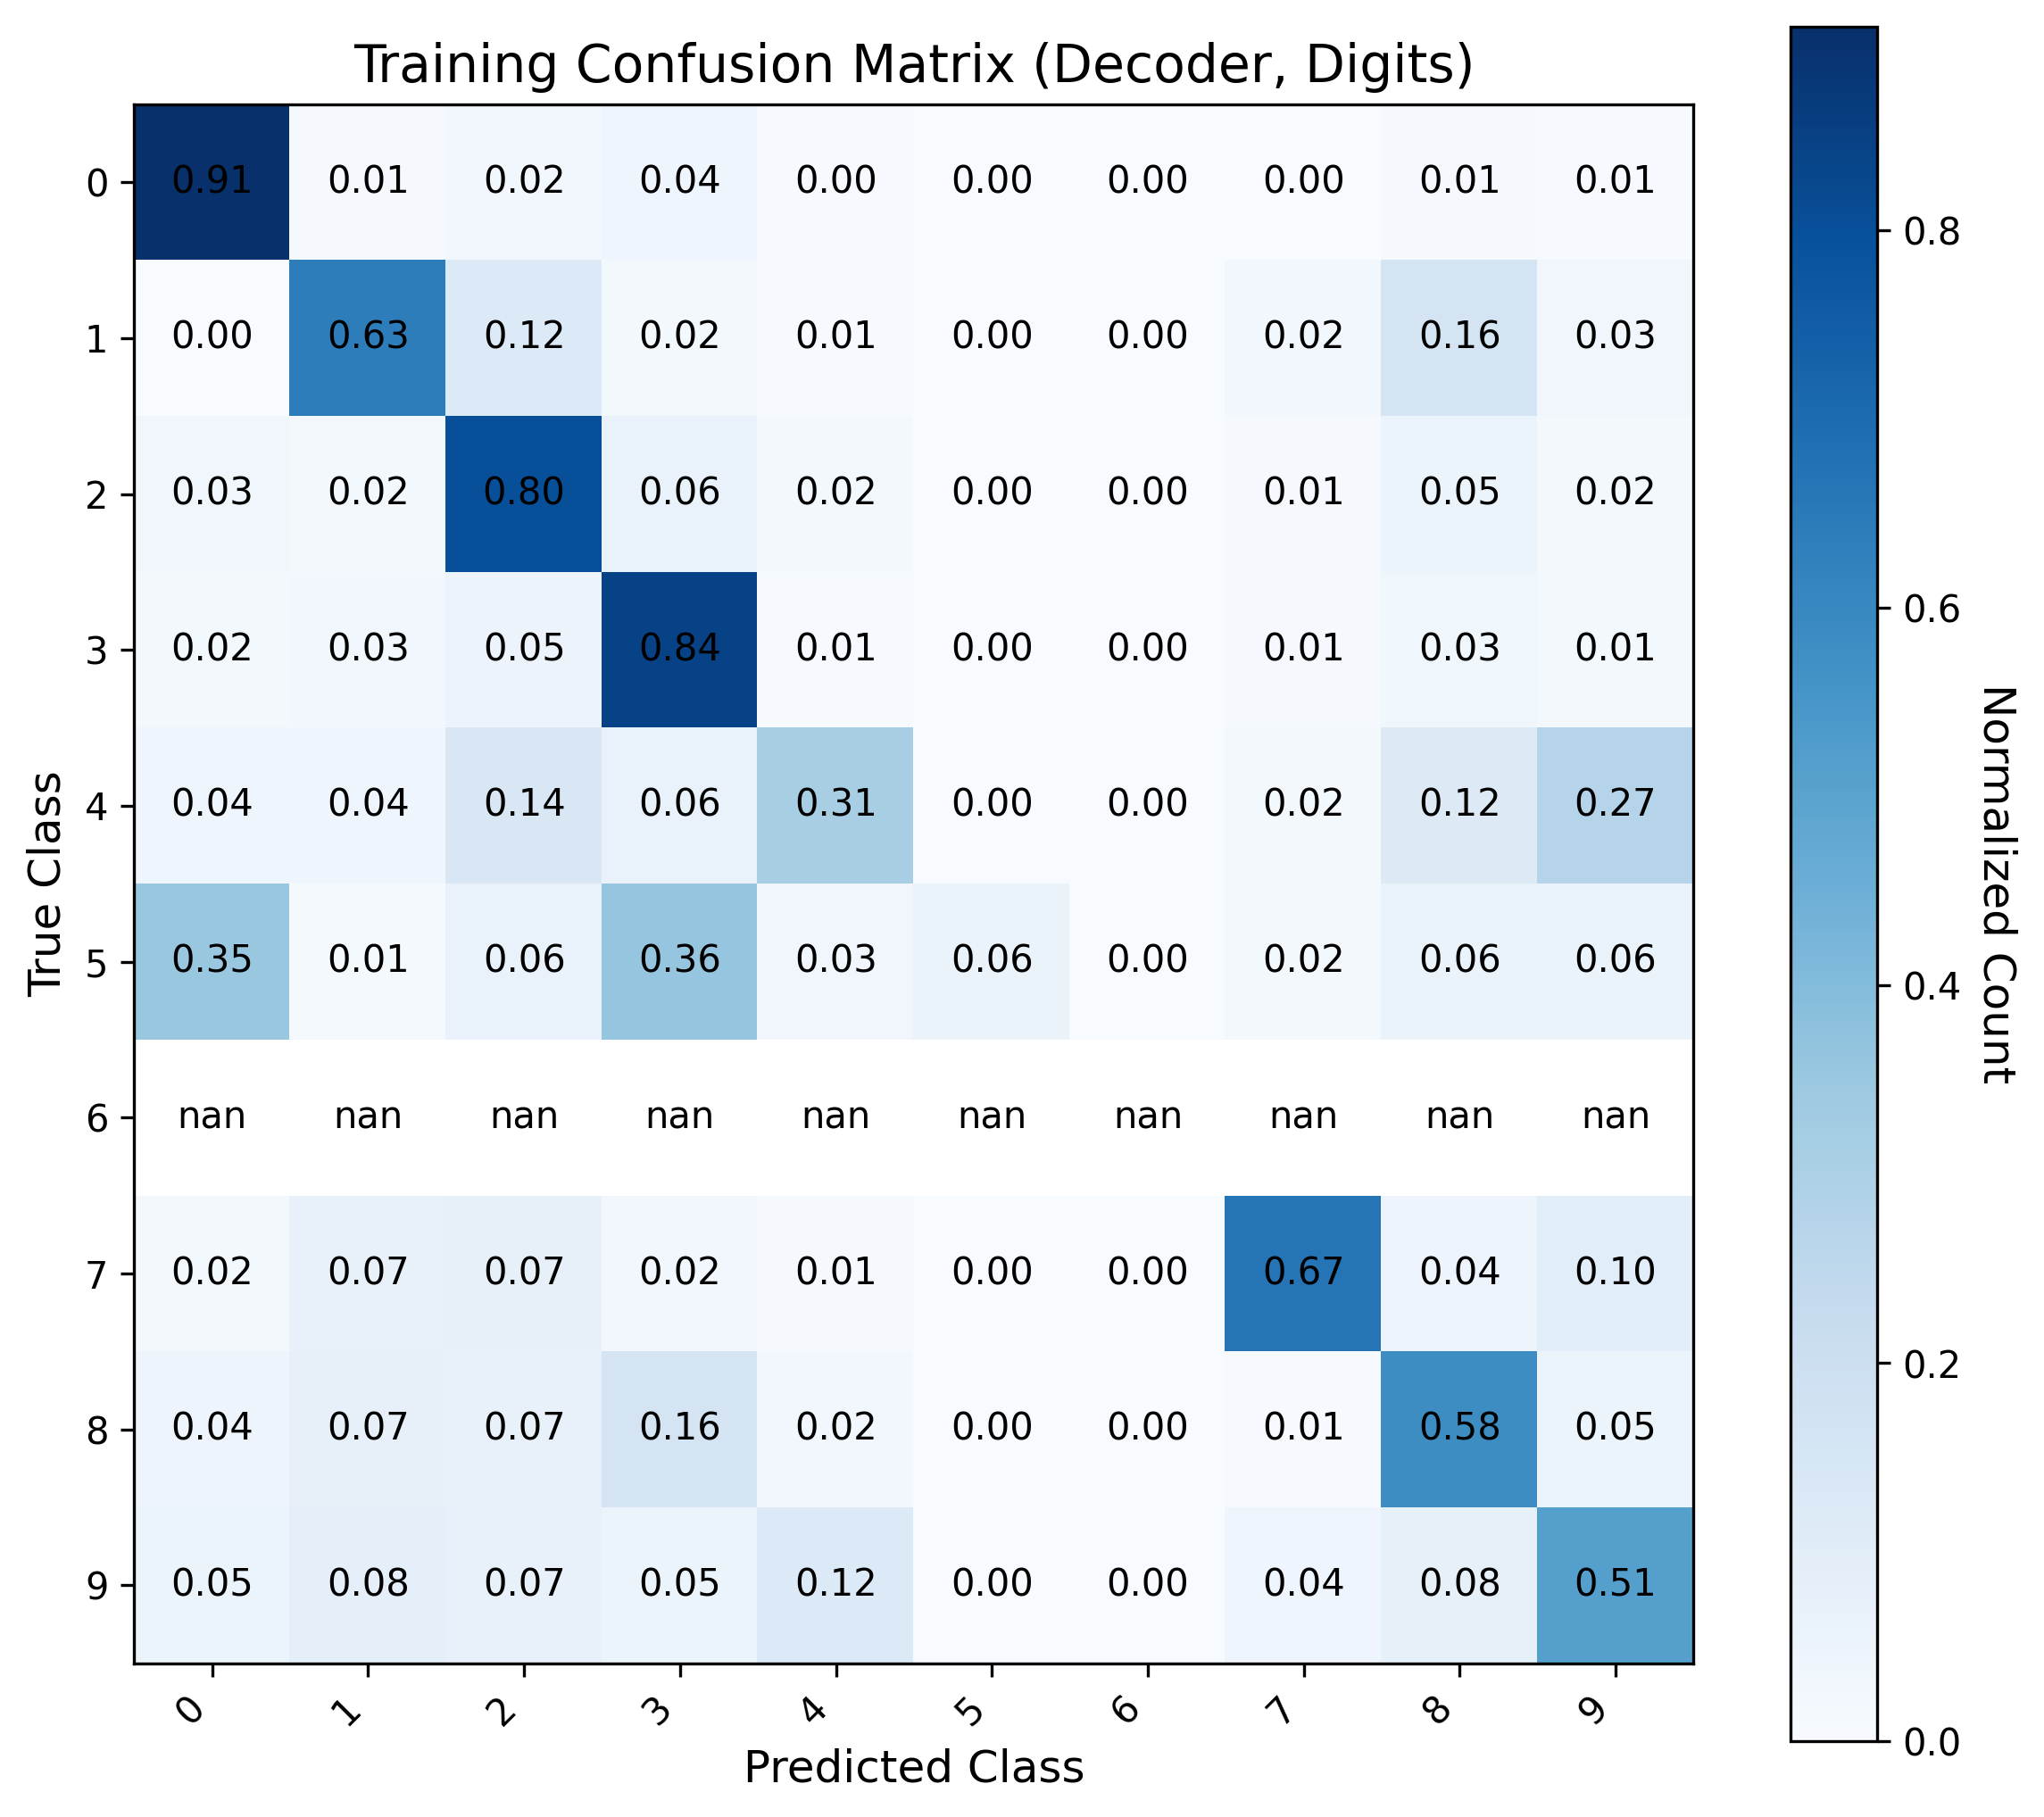 Training Confusion Matrix (Decoder, Digits)
0 0.91 0.01 0.02 0.04 0.00 0.00 0.00 0.00 0.01 0.01
1 0.00 0.63 0.12 0.02 0.01 0.00 0.00 0.02 0.16 0.03
2 0.03 0.02 0.80 0.06 0.02 0.00 0.00 0.01 0.05 0.02
3 0.02 0.03 0.05 0.84 0.01 0.00 0.00 0.01 0.03 0.01
4 0.04 0.04 0.14 0.06 0.31 0.00 0.00 0.02 0.12 0.27
5 0.35 0.01 0.06 0.36 0.03 0.06 0.00 0.02 0.06 0.06
6 nan nan nan nan nan nan nan nan nan nan
7 0.02 0.07 0.07 0.02 0.01 0.00 0.00 0.67 0.04 0.10
8 0.04 0.07 0.07 0.16 0.02 0.00 0.00 0.01 0.58 0.05
9 0.05 0.08 0.07 0.05 0.12 0.00 0.00 0.04 0.08 0.51
0 1 2 3 4 5 6 7 8 9
Predicted Class
True Class
0.8
0.6
0.4
0.2
0.0
Normalized Count